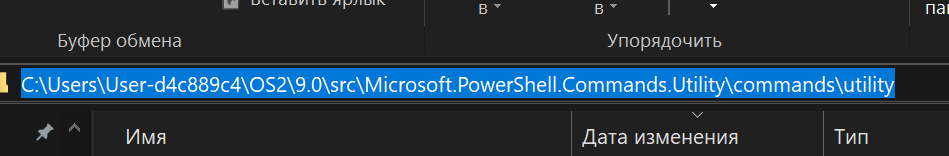 Вставить ярлык
в
в
Буфер обмена
Упорядочить
C:\Users\User-d4c889c4\OS2\9.0\src\Microsoft.PowerShell.Commands.Utility\commands\utility
Имя
Дата изменения
Тип